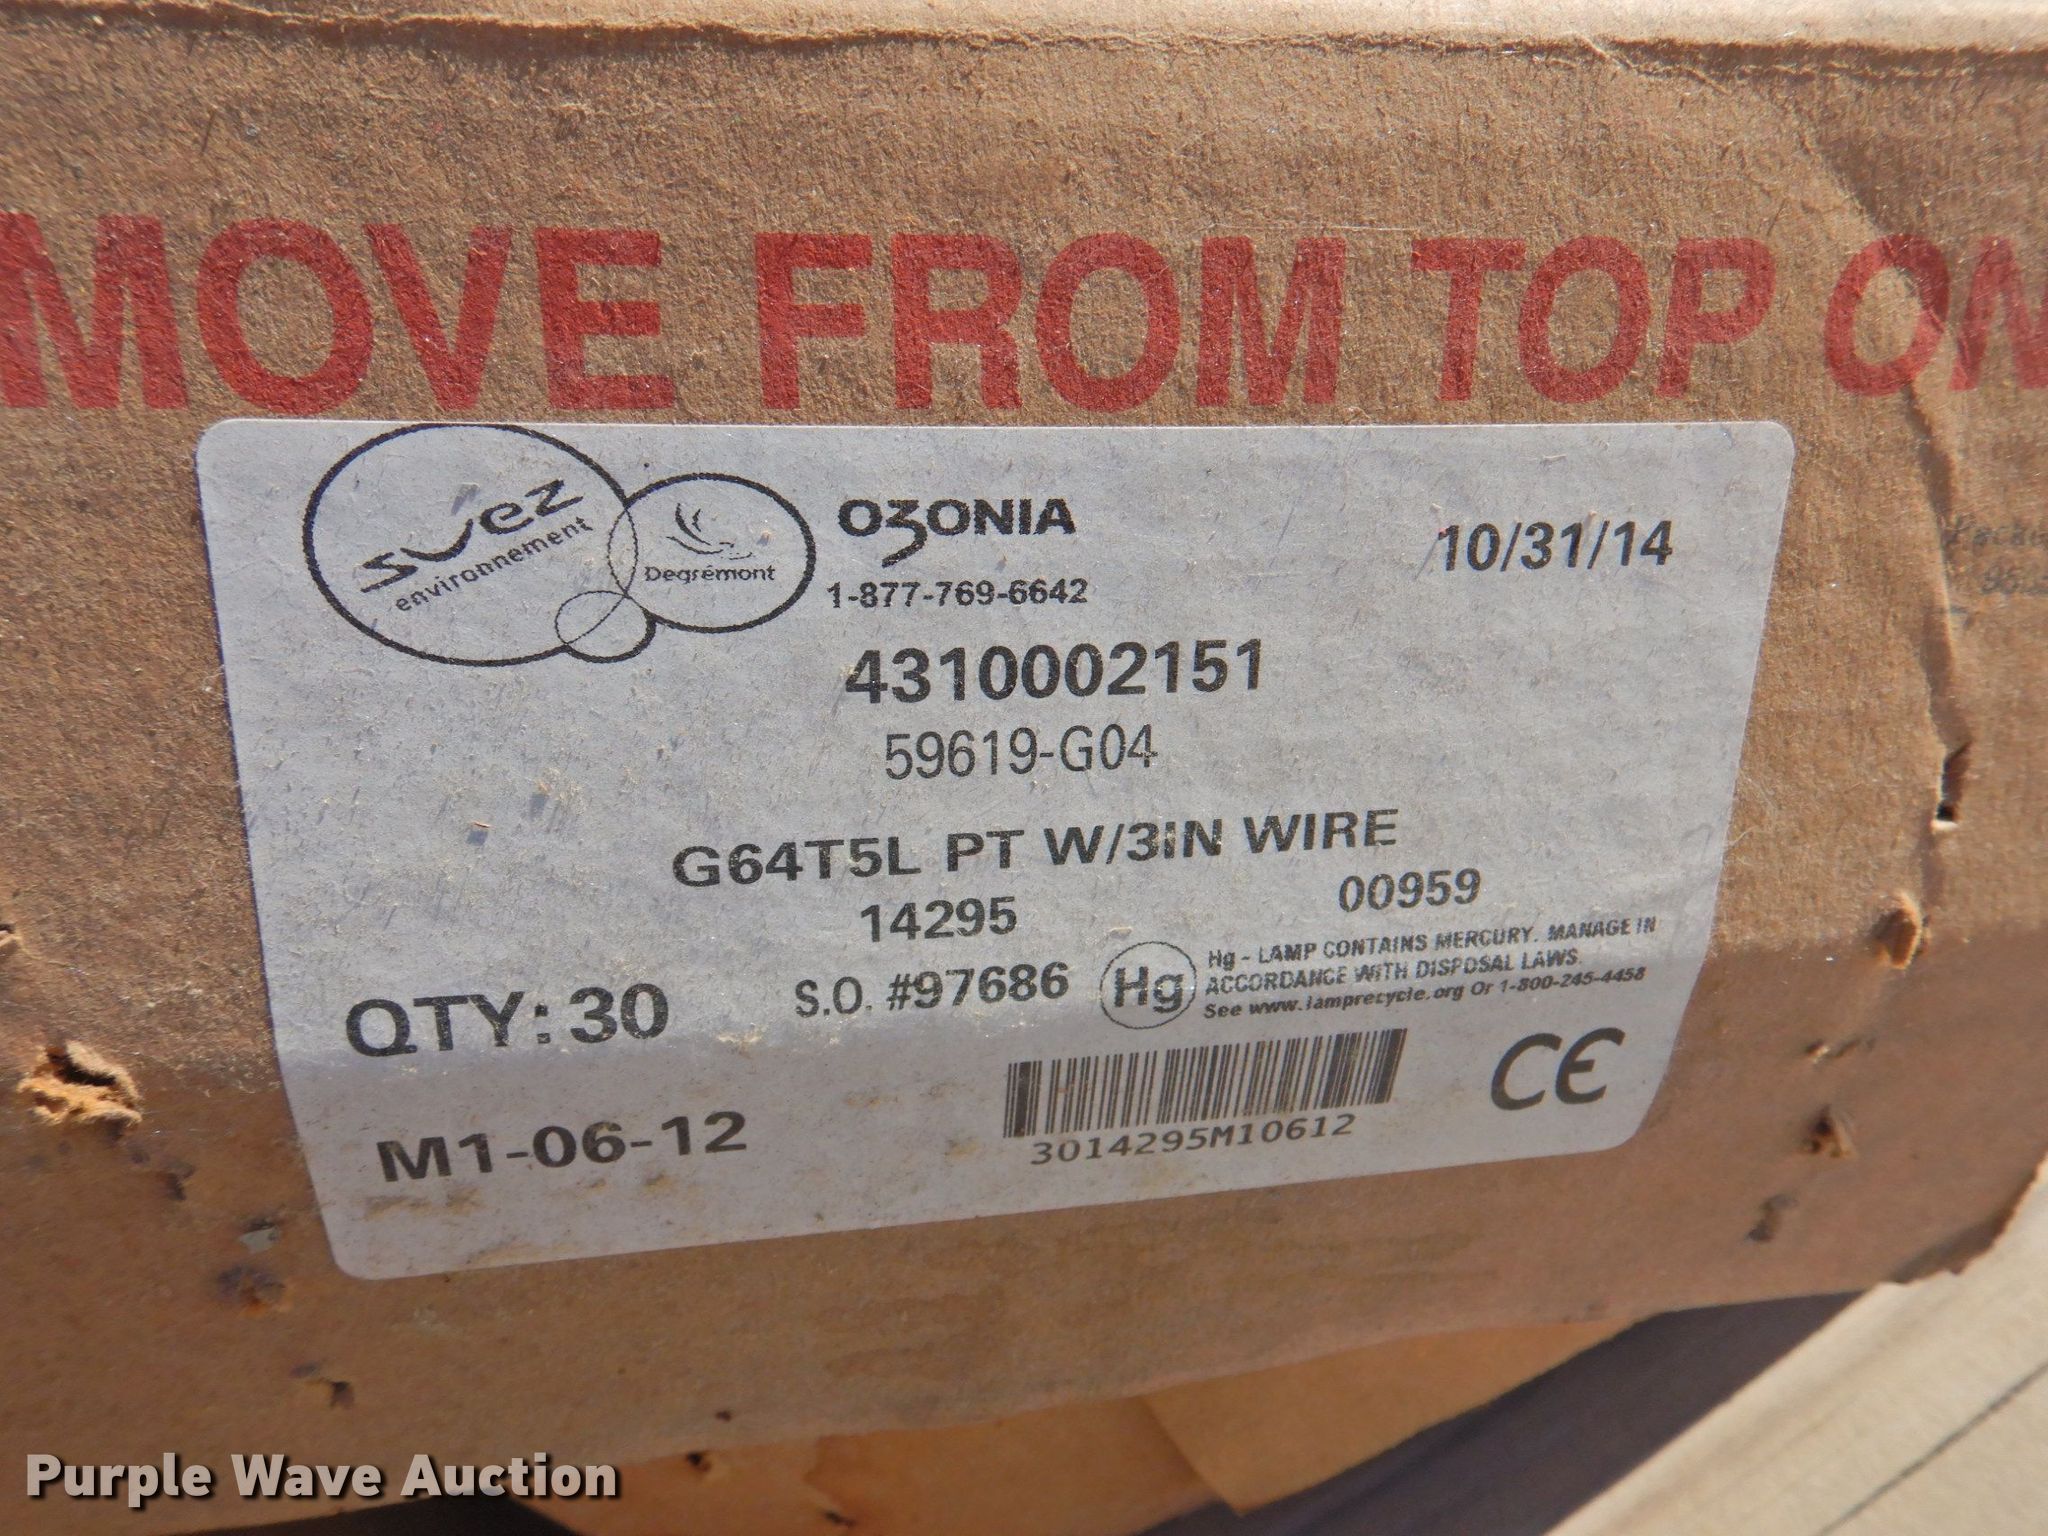 MOVE FROM TOP ON
suez
environnement
Degrémont
OZONIA
1-877-769-6642
10/31/14
4310002151
59619-G04
G64T5L PT W/3IN WIRE
14295
00959
QTY: 30
S.O. #97686
Hg
Hg - LAMP CONTAINS MERCURY. MANAGE IN
ACCORDANCE WITH DISPOSAL LAWS.
See www.lamprecycle.org Or 1-800-245-4458
M1-06-12
3014295M10612
CE
Purple Wave Auction